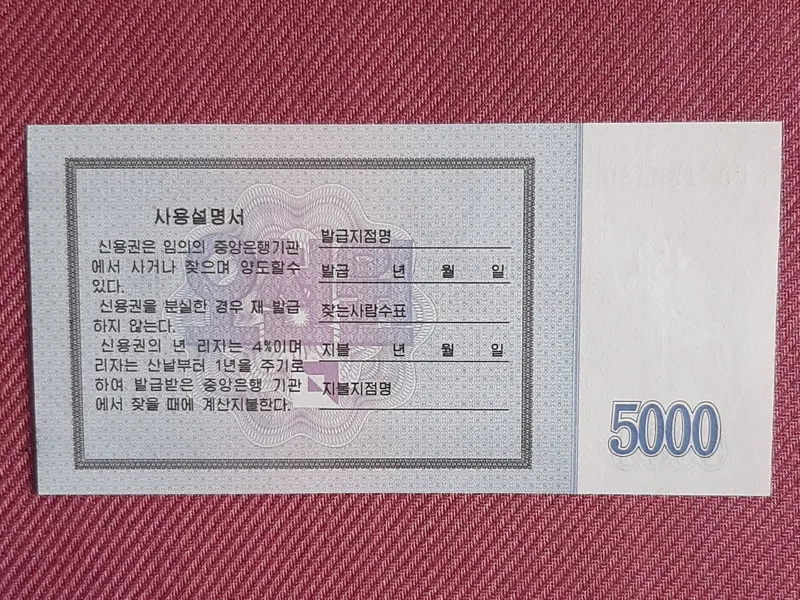 사용설명서
신용권은 임의의 중앙은행기관
에서 사거나 찾으며 양도할수
있다.
신용권을 분실한 경우 재 발급
하지 않는다.
신용권의 년 리자는 4%이며
리자는 산날부터 1년을 주기로
하여 발급받은 중앙은행 기관
에서 찾을 때에 계산지불한다.
발급지점명
발급 년 월 일
찾는사람수표
지불 년 월 일
지불지점명
5000